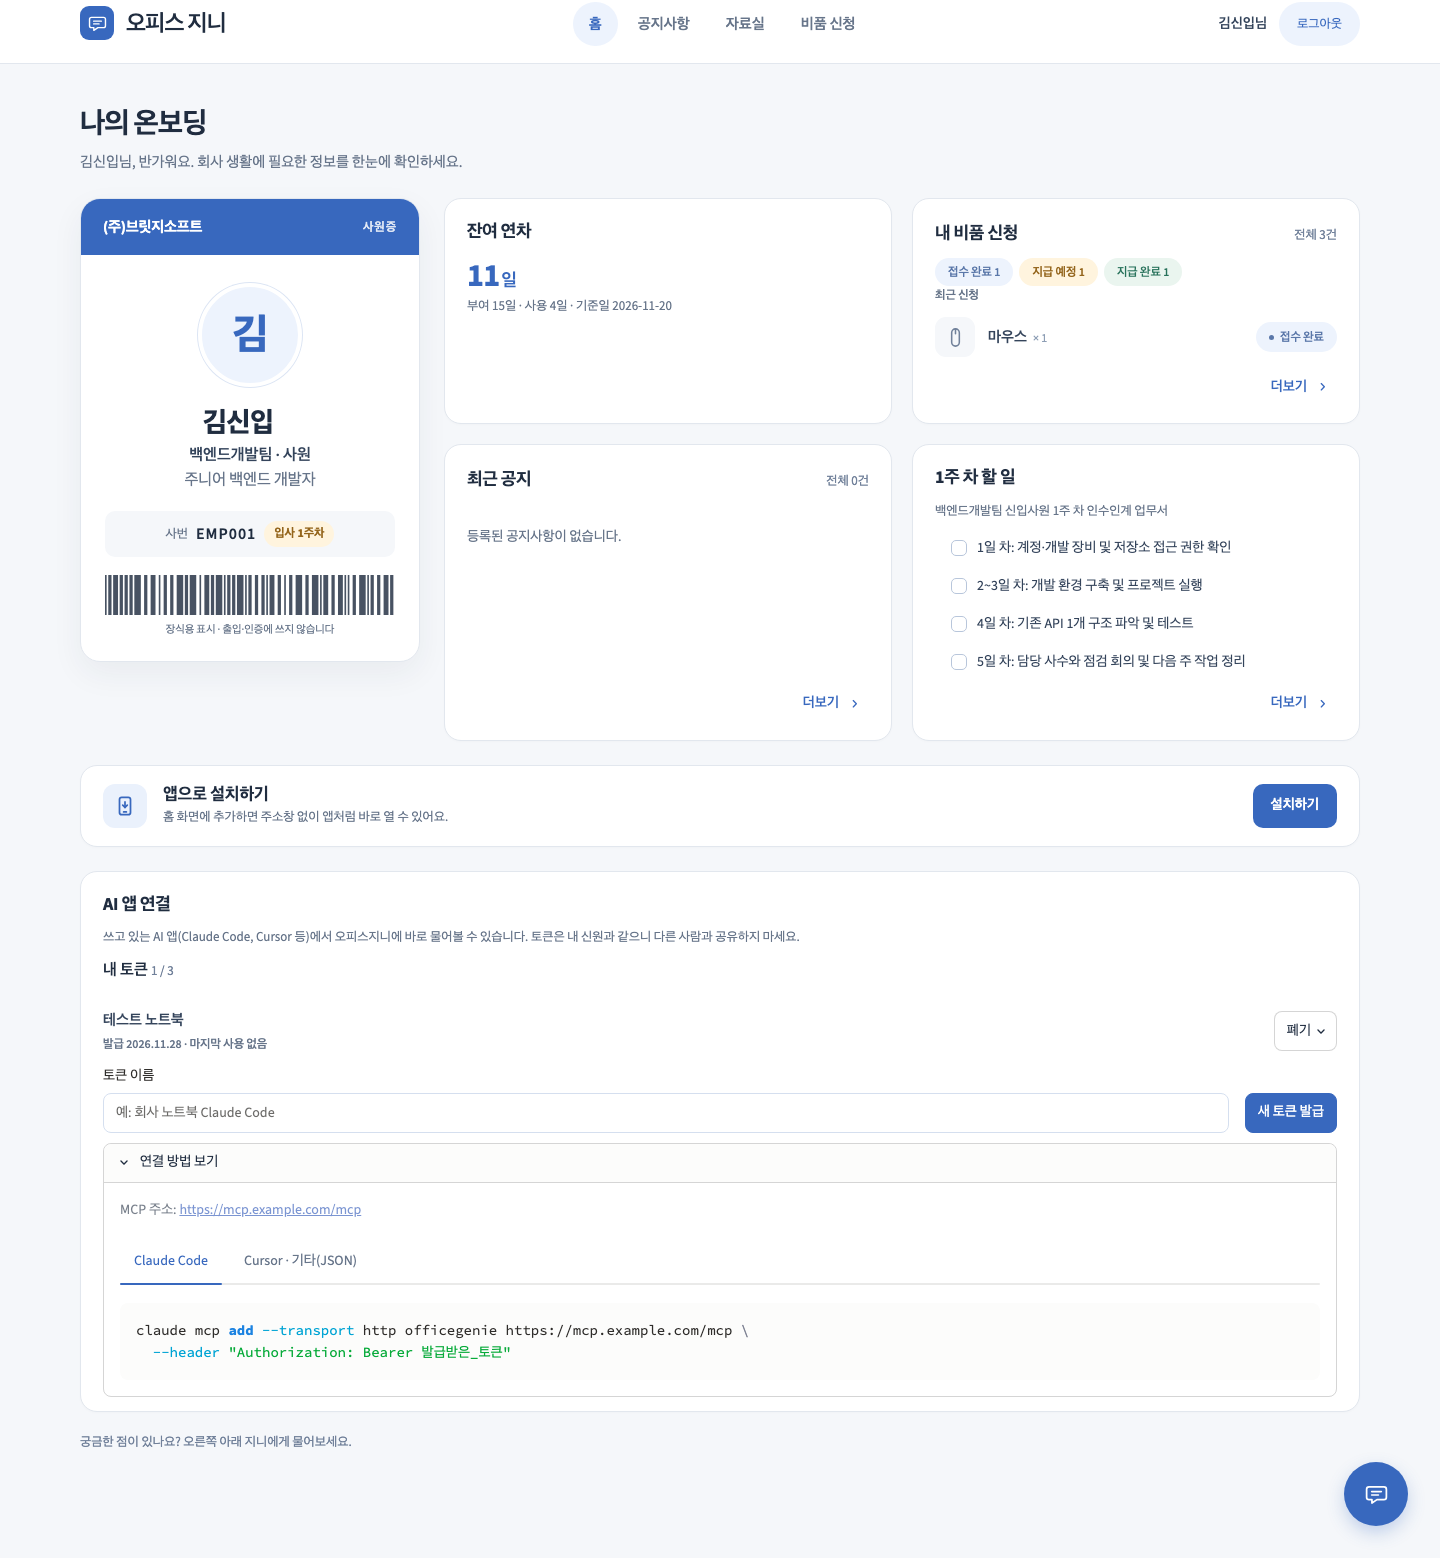 오피스 지니
홈 공지사항 자료실 비품 신청
김신입님 로그아웃
나의 온보딩
김신입님, 반가워요. 회사 생활에 필요한 정보를 한눈에 확인하세요.
(주)브릿지소프트 사원증
김
김신입
백엔드개발팀 · 사원
주니어 백엔드 개발자
사번 EMP001 입사 1주차
장식용 표시 · 출입·인증에 쓰지 않습니다
잔여 연차
11일
부여 15일 · 사용 4일 · 기준일 2026-11-20
내 비품 신청 전체 3건
접수 완료 1 지급 예정 1 지급 완료 1
최근 신청
마우스 × 1 접수 완료
더보기
최근 공지 전체 0건
등록된 공지사항이 없습니다.
더보기
1주 차 할 일
백엔드개발팀 신입사원 1주 차 인수인계 업무서
1일 차: 계정·개발 장비 및 저장소 접근 권한 확인
2~3일 차: 개발 환경 구축 및 프로젝트 실행
4일 차: 기존 API 1개 구조 파악 및 테스트
5일 차: 담당 사수와 점검 회의 및 다음 주 작업 정리
더보기
앱으로 설치하기
홈 화면에 추가하면 주소창 없이 앱처럼 바로 열 수 있어요.
설치하기
AI 앱 연결
쓰고 있는 AI 앱(Claude Code, Cursor 등)에서 오피스지니에 바로 물어볼 수 있습니다. 토큰은 내 신원과 같으니 다른 사람과 공유하지 마세요.
내 토큰 1 / 3
테스트 노트북
발급 2026.11.28 · 마지막 사용 없음
폐기
토큰 이름
예: 회사 노트북 Claude Code
새 토큰 발급
연결 방법 보기
MCP 주소: https://mcp.example.com/mcp
Claude Code Cursor · 기타(JSON)
claude mcp add --transport http officegenie https://mcp.example.com/mcp \
--header "Authorization: Bearer 발급받은_토큰"
궁금한 점이 있나요? 오른쪽 아래 지니에게 물어보세요.